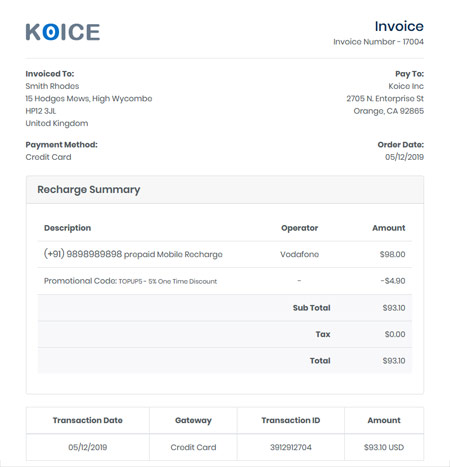 KOICE
Invoice
Invoice Number - 17004
Invoiced To:
Smith Rhodes
15 Hodges Mews, High Wycombe
HP12 3JL
United Kingdom
Pay To:
Koice Inc
2705 N. Enterprise St
Orange, CA 92865
Payment Method:
Credit Card
Order Date:
05/12/2019
Recharge Summary
Description Operator Amount
(+91) 9898989898 prepaid Mobile Recharge Vodafone $98.00
Promotional Code: TOPUP5 - 5% One Time Discount - -$4.90
Sub Total $93.10
Tax $0.00
Total $93.10
Transaction Date Gateway Transaction ID Amount
05/12/2019 Credit Card 3912912704 $93.10 USD